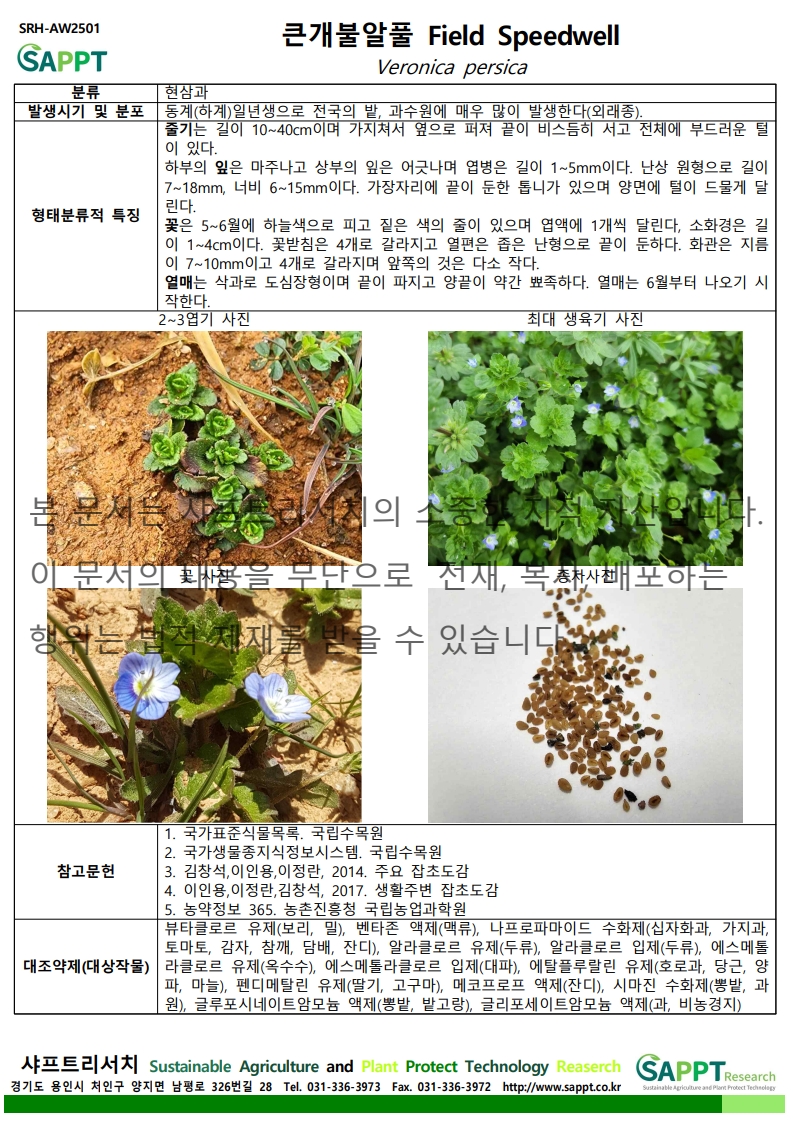 SRH-AW2501
SAPPT
큰개불알풀 Field Speedwell
Veronica persica
분류
현삼과
발생시기 및 분포
동계(하계)일년생으로 전국의 밭, 과수원에 매우 많이 발생한다(외래종).
형태분류적 특징
줄기는 길이 10~40cm이며 가지쳐서 옆으로 퍼져 끝이 비스듬히 서고 전체에 부드러운 털
이 있다.
하부의 잎은 마주나고 상부의 잎은 어긋나며 엽병은 길이 1~5mm이다. 난상 원형으로 길이
7~18mm, 너비 6~15mm이다. 가장자리에 끝이 둔한 톱니가 있으며 양면에 털이 드물게 달
린다.
꽃은 5~6월에 하늘색으로 피고 짙은 색의 줄이 있으며 엽액에 1개씩 달린다, 소화경은 길
이 1~4cm이다. 꽃받침은 4개로 갈라지고 열편은 좁은 난형으로 끝이 둔하다. 화관은 지름
이 7~10mm이고 4개로 갈라지며 앞쪽의 것은 다소 작다.
열매는 삭과로 도심장형이며 끝이 파지고 양끝이 약간 뾰족하다. 열매는 6월부터 나오기 시
작한다.
2~3엽기 사진
최대 생육기 사진
본 문서는 샤프트리서치의 소중한 지적 자산입니다.
이 문서의 내용을 무단으로 전재, 복사, 배포하는
행위는 법적 제재를 받을 수 있습니다.
꽃 사진
종자사진
참고문헌
1. 국가표준식물목록. 국립수목원
2. 국가생물종지식정보시스템. 국립수목원
3. 김창석,이인용,이정란, 2014. 주요 잡초도감
4. 이인용,이정란,김창석, 2017. 생활주변 잡초도감
5. 농약정보 365. 농촌진흥청 국립농업과학원
대조약제(대상작물)
뷰타클로르 유제(보리, 밀), 벤타존 액제(맥류), 나프로파마이드 수화제(십자화과, 가지과,
토마토, 감자, 참깨, 담배, 잔디), 알라클로르 유제(두류), 알라클로르 입제(두류), 에스메톨
라클로르 유제(옥수수), 에스메톨라클로르 입제(대파), 에탈플루랄린 유제(호로과, 당근, 양
파, 마늘), 펜디메탈린 유제(딸기, 고구마), 메코프로프 액제(잔디), 시마진 수화제(뽕밭, 과
원), 글루포시네이트암모늄 액제(뽕밭, 밭고랑), 글리포세이트암모늄 액제(과, 비농경지)
샤프트리서치 Sustainable Agriculture and Plant Protect Technology Reaserch
경기도 용인시 처인구 양지면 남평로 326번길 28 Tel. 031-336-3973 Fax. 031-336-3972 http://www.sappt.co.kr
SAPPT Research
Sustainable Agriculture and Plant Protect Technology